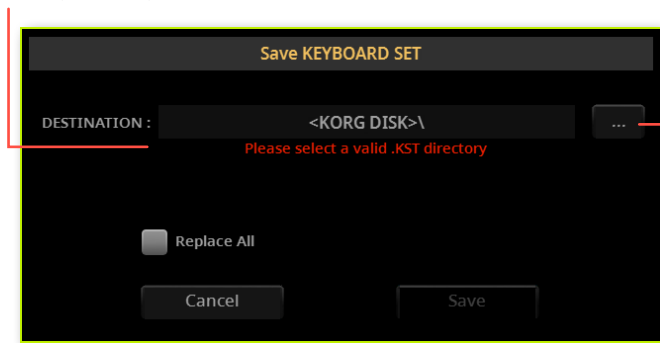 Save KEYBOARD SET
DESTINATION :
<KORG DISK>\
...
Please select a valid .KST directory
Replace All
Cancel
Save